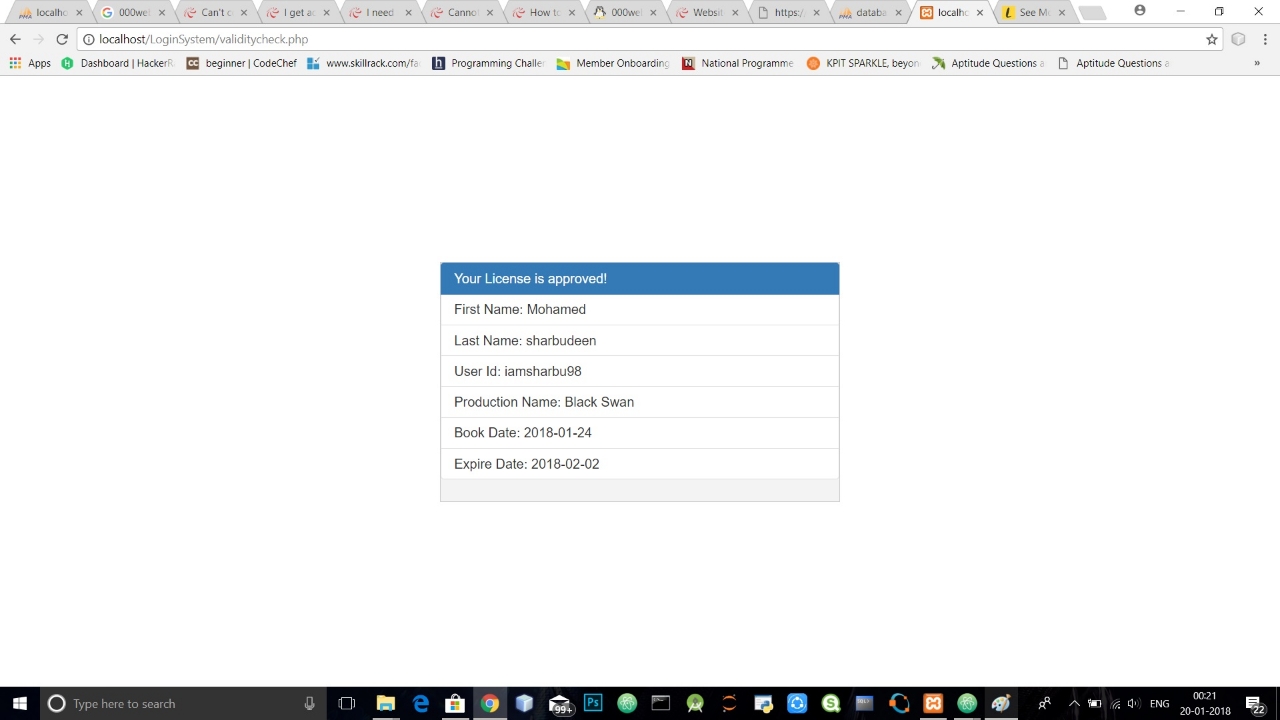 localho
000web
Can't c
I get ac
I need
Cannot
How to
000wel
Websit
https:
databa
localho
See Mo
localhost/LoginSystem/validitycheck.php
Apps
Dashboard | HackerR
beginner | CodeChef
www.skillrack.com/fa
Programming Challen
Member Onboarding
National Programme
KPIT SPARKLE, beyon
Aptitude Questions a
Aptitude Questions a
»
Your License is approved!
First Name: Mohamed
Last Name: sharbudeen
User Id: iamsharbu98
Production Name: Black Swan
Book Date: 2018-01-24
Expire Date: 2018-02-02
Type here to search
99+
Ps
ENG
00:21
20-01-2018
22